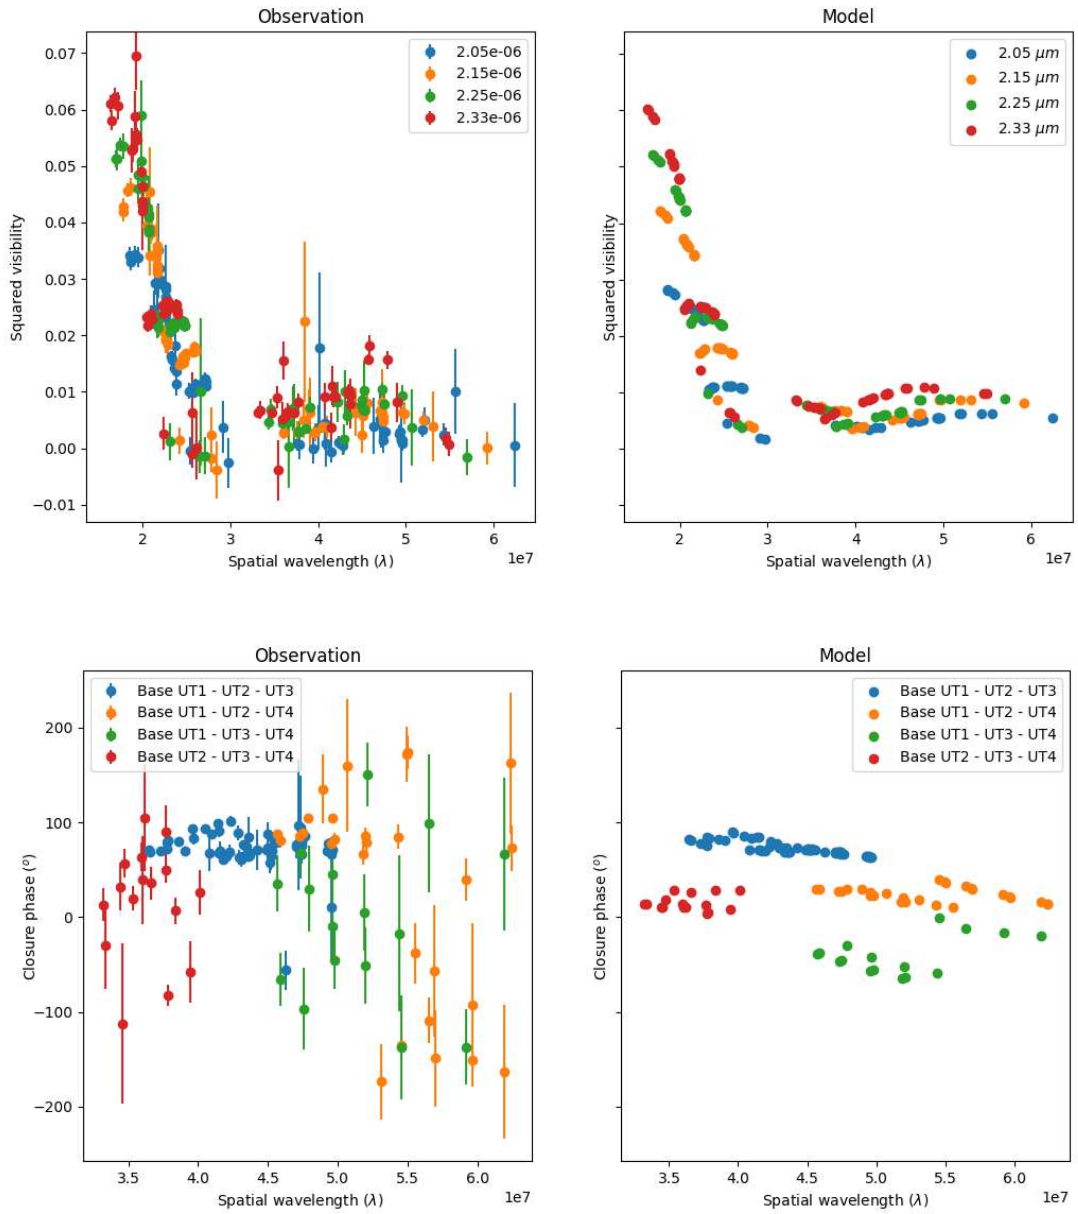 Observation
Squared visibility
0.07
0.06
0.05
0.04
0.03
0.02
0.01
0.00
−0.01
2.05e-06
2.15e-06
2.25e-06
2.33e-06
2 3 4 5 6
1e7
Spatial wavelength (λ)
Model
Squared visibility
2.05 μm
2.15 μm
2.25 μm
2.33 μm
2 3 4 5 6
1e7
Spatial wavelength (λ)
Observation
Closure phase (°)
200
100
0
−100
−200
Base UT1 - UT2 - UT3
Base UT1 - UT2 - UT4
Base UT1 - UT3 - UT4
Base UT2 - UT3 - UT4
3.5 4.0 4.5 5.0 5.5 6.0
1e7
Spatial wavelength (λ)
Model
Closure phase (°)
Base UT1 - UT2 - UT3
Base UT1 - UT2 - UT4
Base UT1 - UT3 - UT4
Base UT2 - UT3 - UT4
3.5 4.0 4.5 5.0 5.5 6.0
1e7
Spatial wavelength (λ)